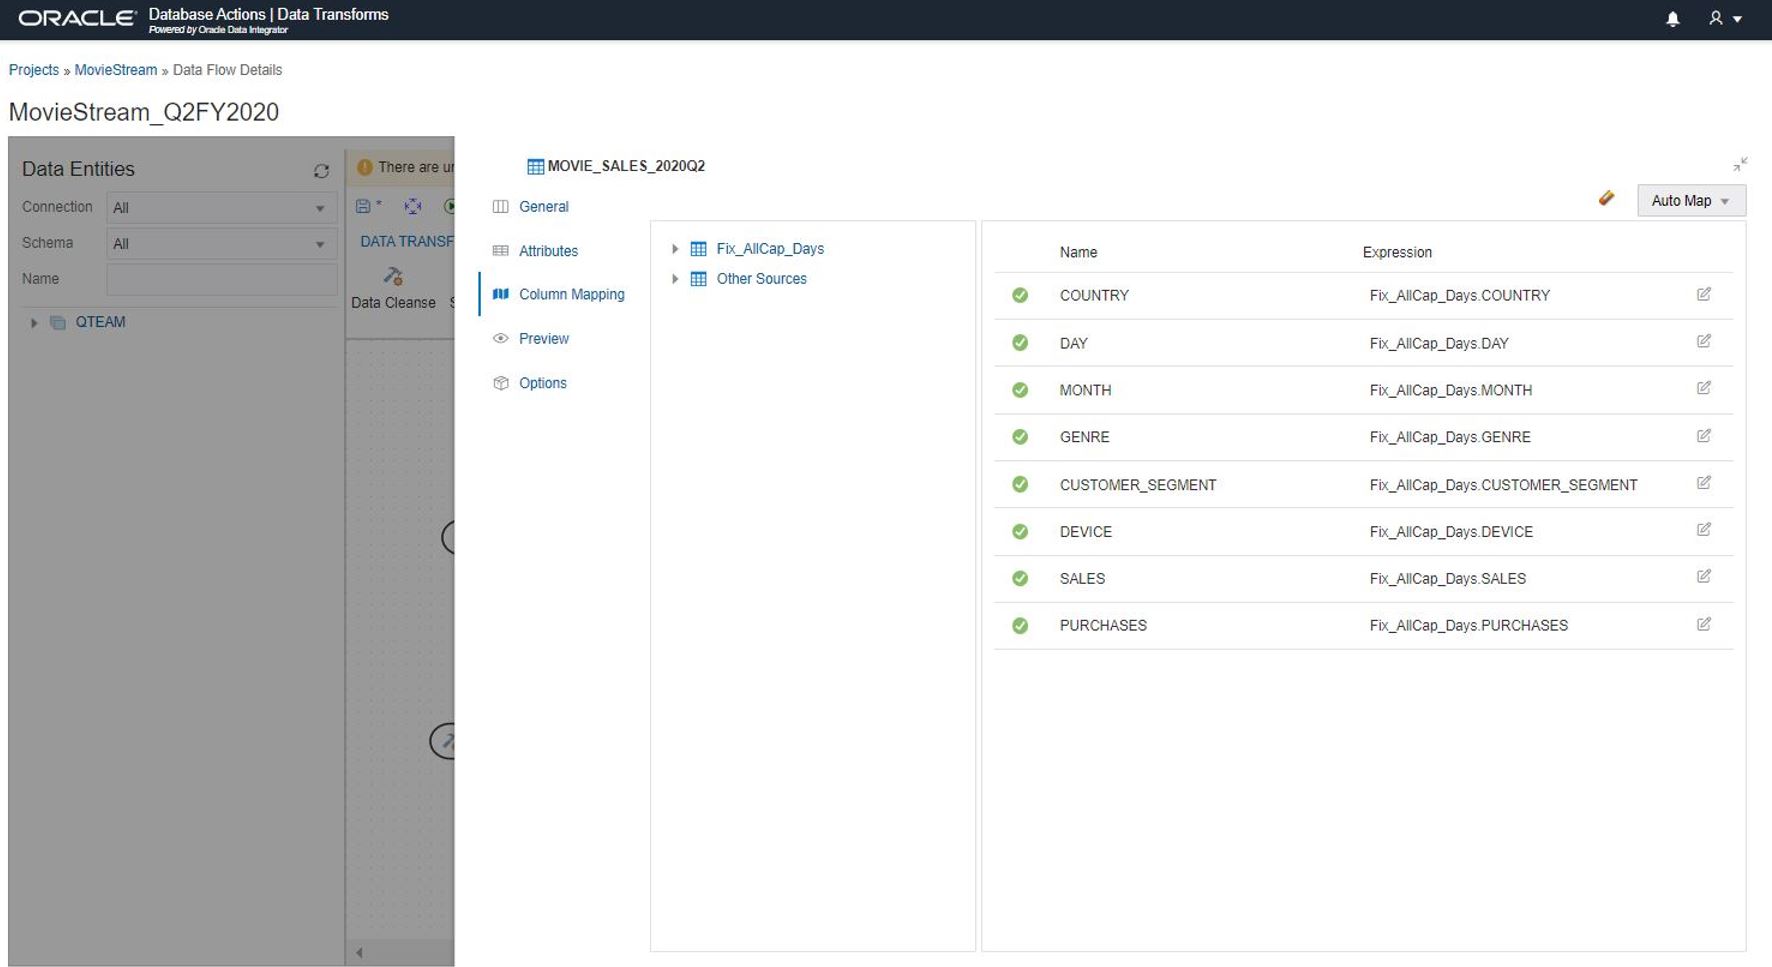 ORACLE Database Actions | Data Transforms
Powered by Oracle Data Integrator
Projects » MovieStream » Data Flow Details
MovieStream_Q2FY2020
Data Entities
Connection All
Schema All
Name
QTEAM
There are
DATA TRANSF
Data Cleanse
MOVIE_SALES_2020Q2
General
Attributes
Column Mapping
Preview
Options
Auto Map
Fix_AllCap_Days
Other Sources
Name Expression
COUNTRY Fix_AllCap_Days.COUNTRY
DAY Fix_AllCap_Days.DAY
MONTH Fix_AllCap_Days.MONTH
GENRE Fix_AllCap_Days.GENRE
CUSTOMER_SEGMENT Fix_AllCap_Days.CUSTOMER_SEGMENT
DEVICE Fix_AllCap_Days.DEVICE
SALES Fix_AllCap_Days.SALES
PURCHASES Fix_AllCap_Days.PURCHASES